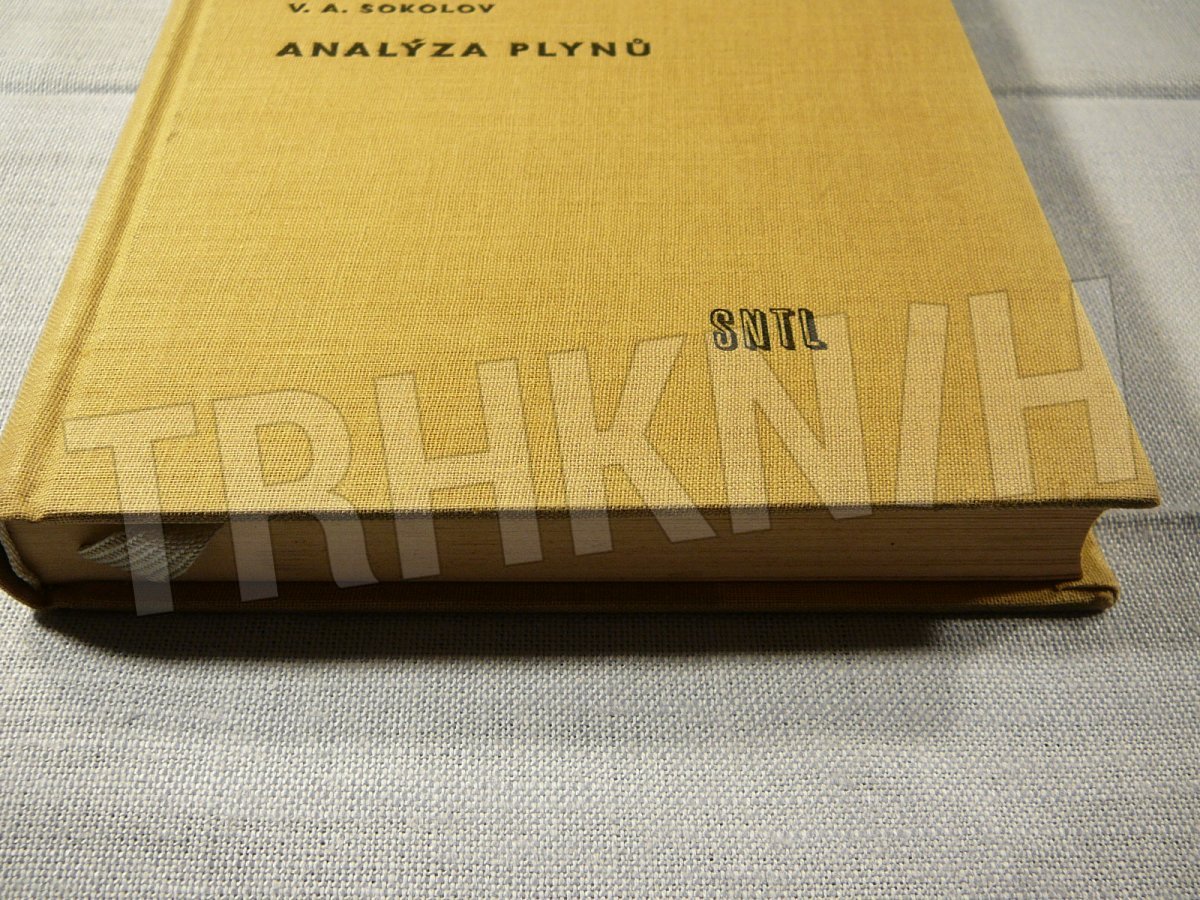 V. A. SOKOLOV
ANALÝZA PLYNŮ
SNTL
TRHKNIH